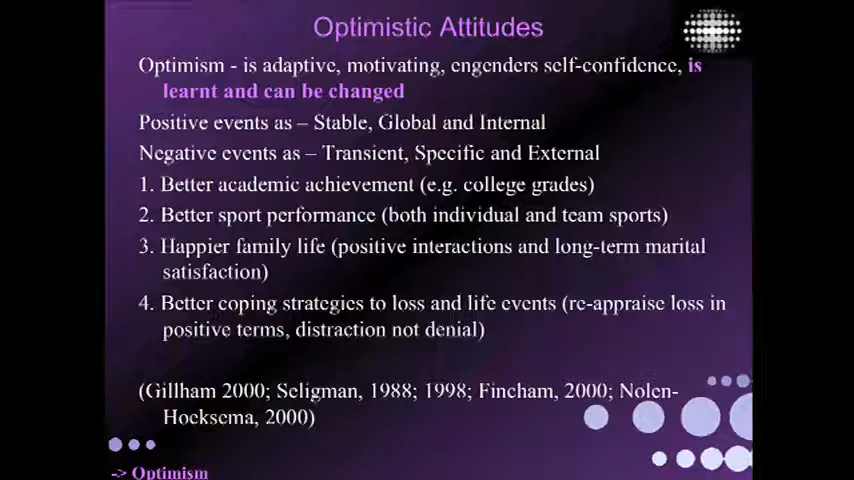 Optimistic Attitudes
Optimism - is adaptive, motivating, engenders self-confidence, is
learnt and can be changed
Positive events as – Stable, Global and Internal
Negative events as – Transient, Specific and External
1. Better academic achievement (e.g. college grades)
2. Better sport performance (both individual and team sports)
3. Happier family life (positive interactions and long-term marital
satisfaction)
4. Better coping strategies to loss and life events (re-appraise loss in
positive terms, distraction not denial)
(Gillham 2000; Seligman, 1988; 1998; Fincham, 2000; Nolen-
Hoeksema, 2000)
-> Optimism